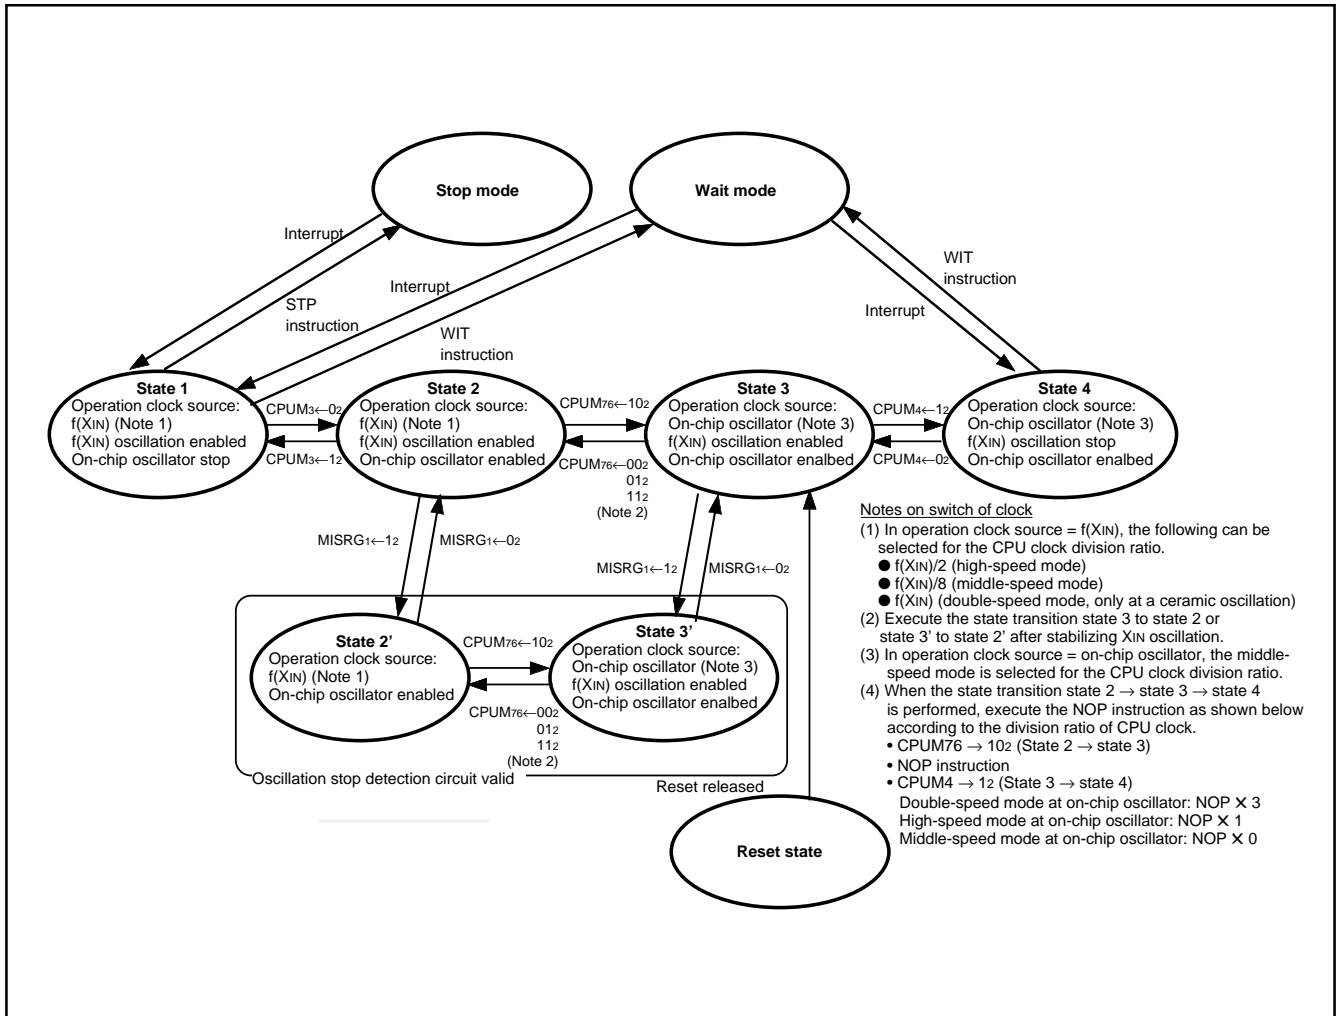 Stop mode
Wait mode
Interrupt
STP
instruction
Interrupt
WIT
instruction
WIT
instruction
Interrupt
State 1
Operation clock source:
f(XIN) (Note 1)
f(XIN) oscillation enabled
On-chip oscillator stop
CPUM3←02
CPUM3←12
State 2
Operation clock source:
f(XIN) (Note 1)
f(XIN) oscillation enabled
On-chip oscillator enabled
CPUM76←102
CPUM76←002
012
112
(Note 2)
State 3
Operation clock source:
On-chip oscillator (Note 3)
f(XIN) oscillation enabled
On-chip oscillator enalbed
CPUM4←12
CPUM4←02
State 4
Operation clock source:
On-chip oscillator (Note 3)
f(XIN) oscillation stop
On-chip oscillator enalbed
MISRG1←12
MISRG1←02
MISRG1←12
MISRG1←02
State 2'
Operation clock source:
f(XIN) (Note 1)
On-chip oscillator enabled
CPUM76←102
CPUM76←002
012
112
(Note 2)
State 3'
Operation clock source:
On-chip oscillator (Note 3)
f(XIN) oscillation enabled
On-chip oscillator enalbed
Oscillation stop detection circuit valid
Reset released
Reset state
Notes on switch of clock
(1) In operation clock source = f(XIN), the following can be
selected for the CPU clock division ratio.
● f(XIN)/2 (high-speed mode)
● f(XIN)/8 (middle-speed mode)
● f(XIN) (double-speed mode, only at a ceramic oscillation)
(2) Execute the state transition state 3 to state 2 or
state 3' to state 2' after stabilizing XIN oscillation.
(3) In operation clock source = on-chip oscillator, the middle-
speed mode is selected for the CPU clock division ratio.
(4) When the state transition state 2 → state 3 → state 4
is performed, execute the NOP instruction as shown below
according to the division ratio of CPU clock.
• CPUM76 → 102 (State 2 → state 3)
• NOP instruction
• CPUM4 → 12 (State 3 → state 4)
Double-speed mode at on-chip oscillator: NOP ✕ 3
High-speed mode at on-chip oscillator: NOP ✕ 1
Middle-speed mode at on-chip oscillator: NOP ✕ 0